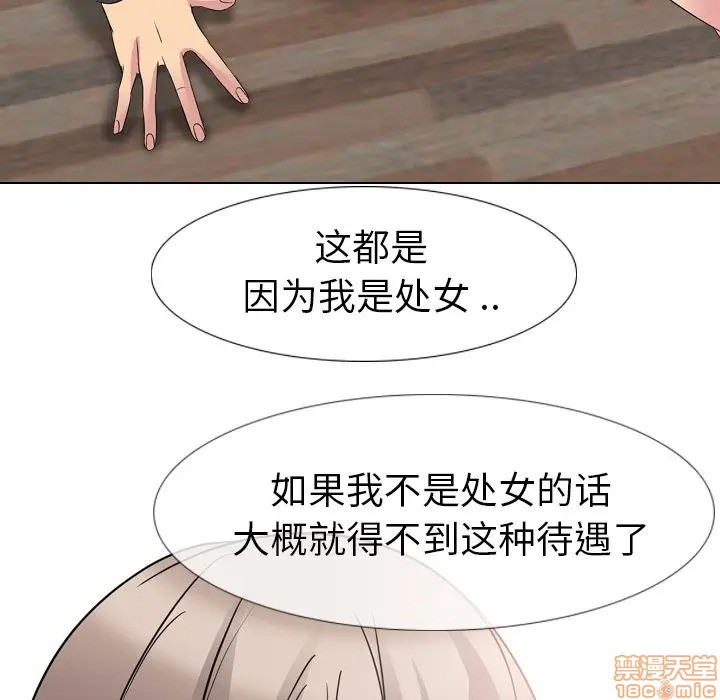 这都是
因为我是处女..
如果我不是处女的话
大概就得不到这种待遇了
禁漫天堂
18comic